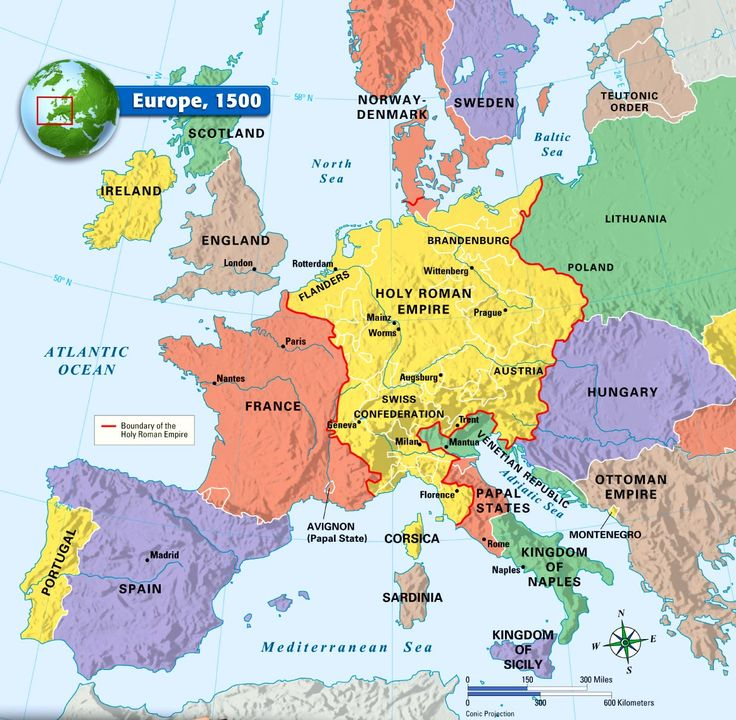 Europe, 1500
NORWAY-
DENMARK
SWEDEN
TEUTONIC
ORDER
SCOTLAND
North
Sea
Baltic
Sea
58°N
24°E
IRELAND
ENGLAND
London
LITHUANIA
POLAND
BRANDENBURG
Rotterdam
Wittenberg
FLANDERS
HOLY ROMAN
EMPIRE
50°N
Mainz
Worms
Prague
ATLANTIC
OCEAN
Paris
Nantes
FRANCE
Augsburg
AUSTRIA
HUNGARY
SWISS
CONFEDERATION
Geneva
Trent
Milan
Mantua
VENETIAN REPUBLIC
Adriatic Sea
Boundary of the
Holy Roman Empire
OTTOMAN
EMPIRE
MONTENEGRO
Florence
PAPAL
STATES
AVIGNON
(Papal State)
CORSICA
Rome
PORTUGAL
Madrid
SPAIN
SARDINIA
Naples
KINGDOM
OF
NAPLES
Mediterranean Sea
KINGDOM
OF
SICILY
N
W
E
S
0 150 300 Miles
0 300 600 Kilometers
Conic Projection